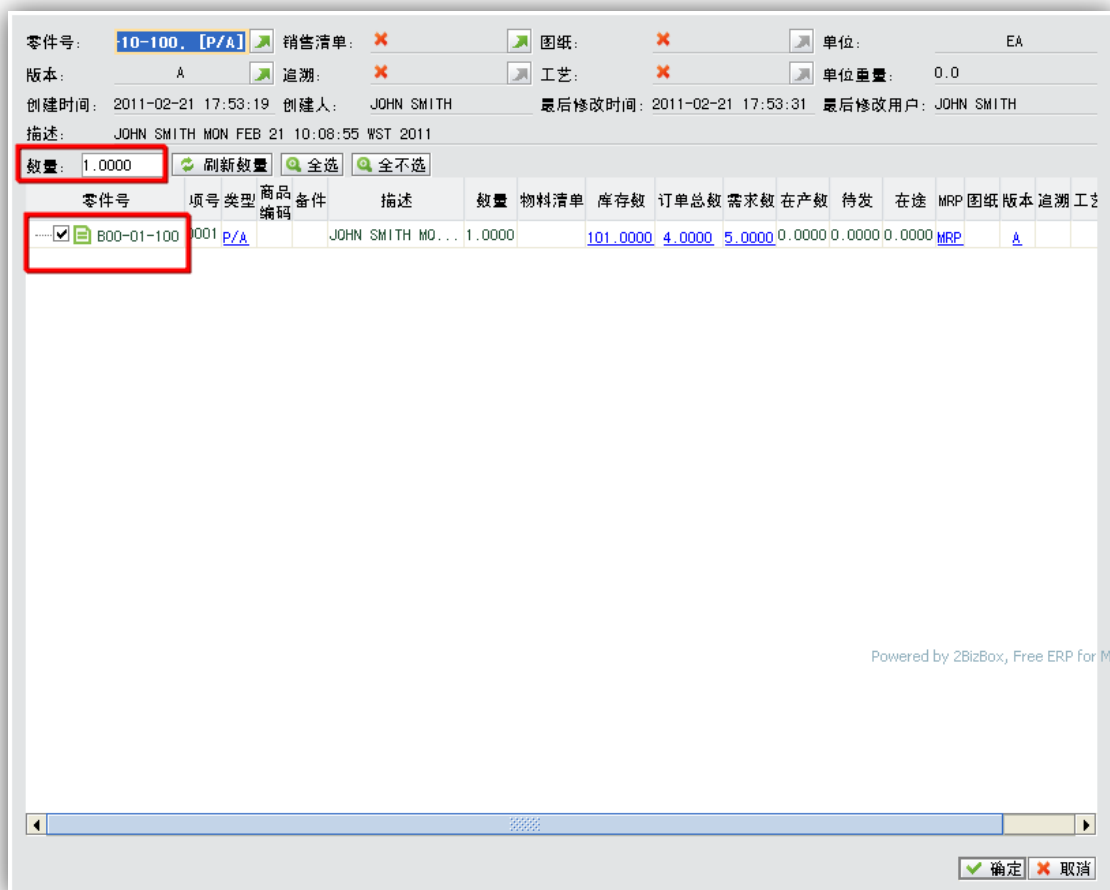 零件号: -10-100. [P/A] 销售清单: 图纸: 单位: EA
版本: A 追溯: 工艺: 单位重量: 0.0
创建时间: 2011-02-21 17:53:19 创建人: JOHN SMITH 最后修改时间: 2011-02-21 17:53:31 最后修改用户: JOHN SMITH
描述: JOHN SMITH MON FEB 21 10:08:55 WST 2011
数量: 1.0000 刷新数量 全选 全不选
零件号 项号 类型 商品编码 备件 描述 数量 物料清单 库存数 订单总数 需求数 在产数 待发 在途 MRP 图纸 版本 追溯 工艺
B00-01-100 0001 P/A JOHN SMITH MO... 1.0000 101.0000 4.0000 5.0000 0.0000 0.0000 0.0000 MRP A
Powered by 2BizBox, Free ERP for M
确定 取消